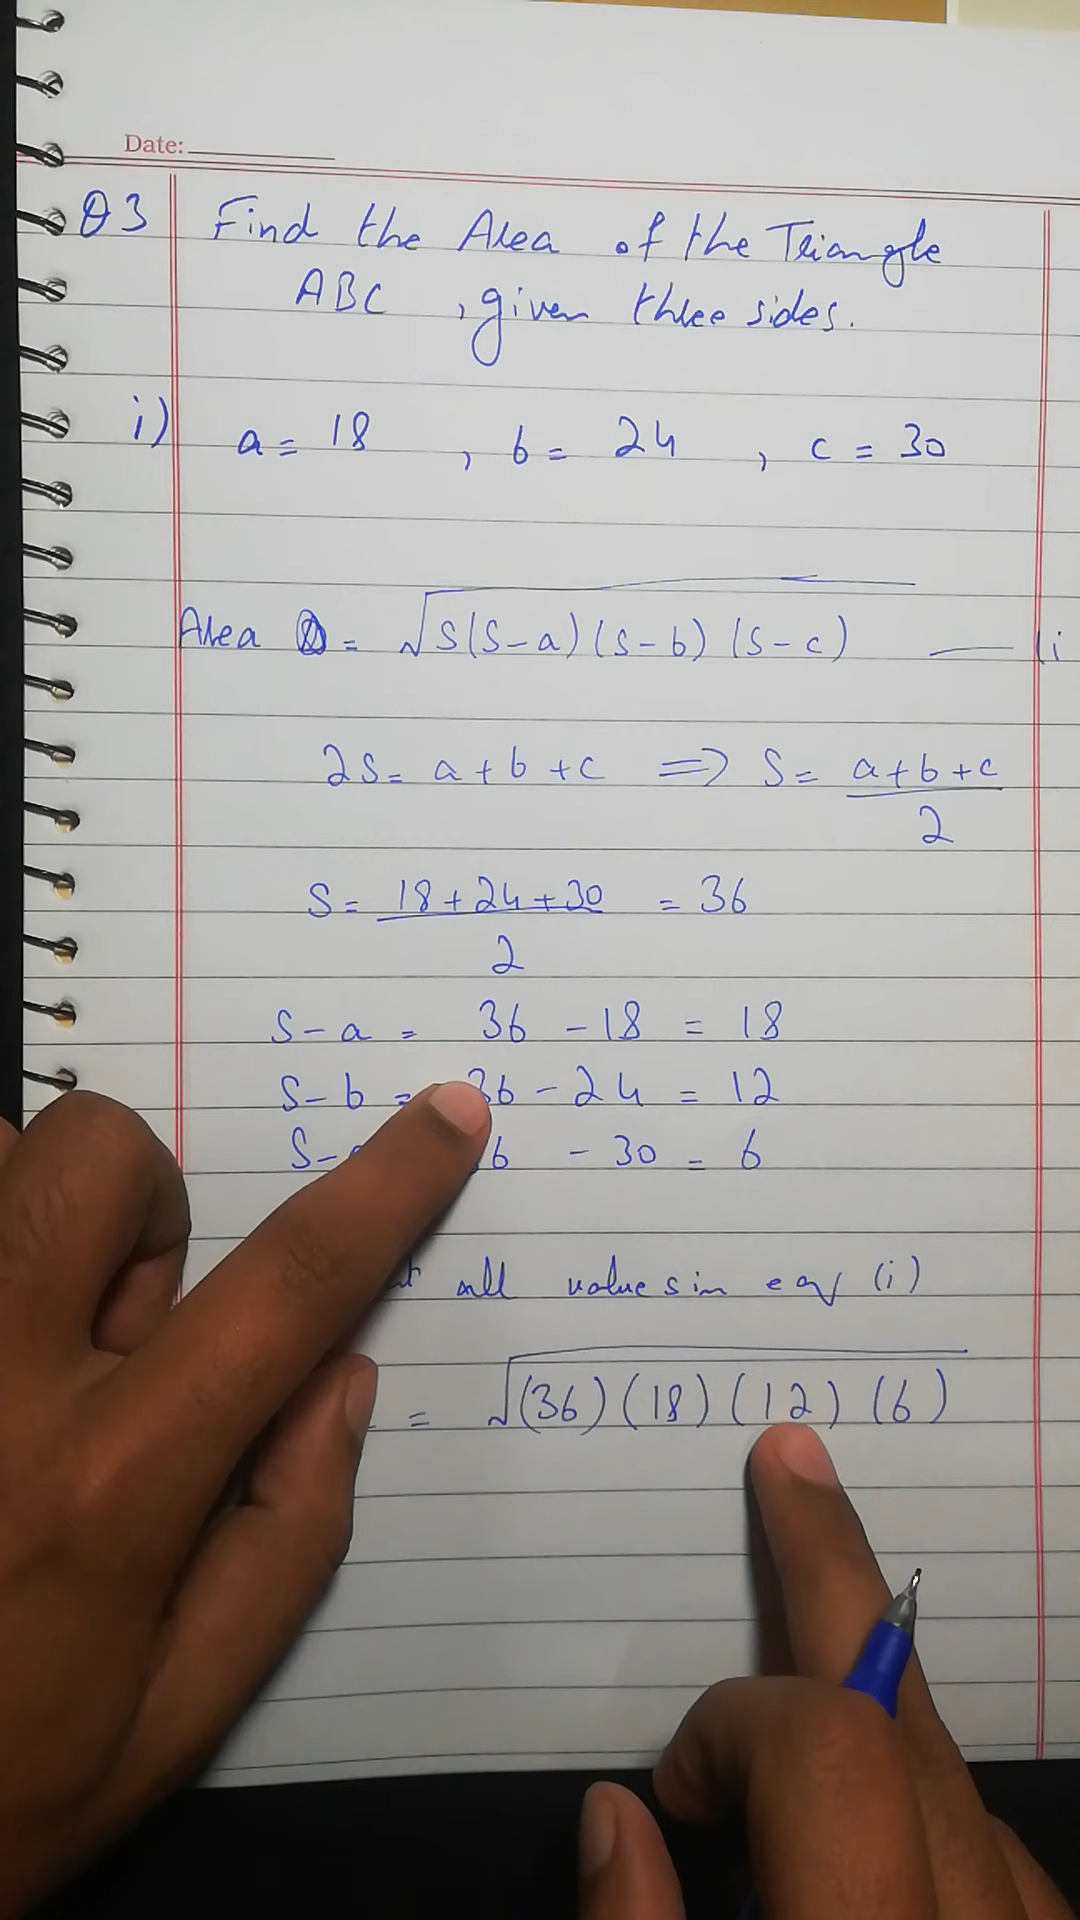 Date:
Q3 Find the Area of the Triangle
ABC , given three sides.
i) a = 18 , b = 24 , c = 30
Area = √S(S-a)(S-b)(S-c) — (i
2S = a+b+c => S = a+b+c / 2
S = 18+24+30 / 2 = 36
S-a = 36 - 18 = 18
S-b = 36 - 24 = 12
S- 6 - 30 = 6
all values in eq (i)
= √(36)(18)(12)(6)